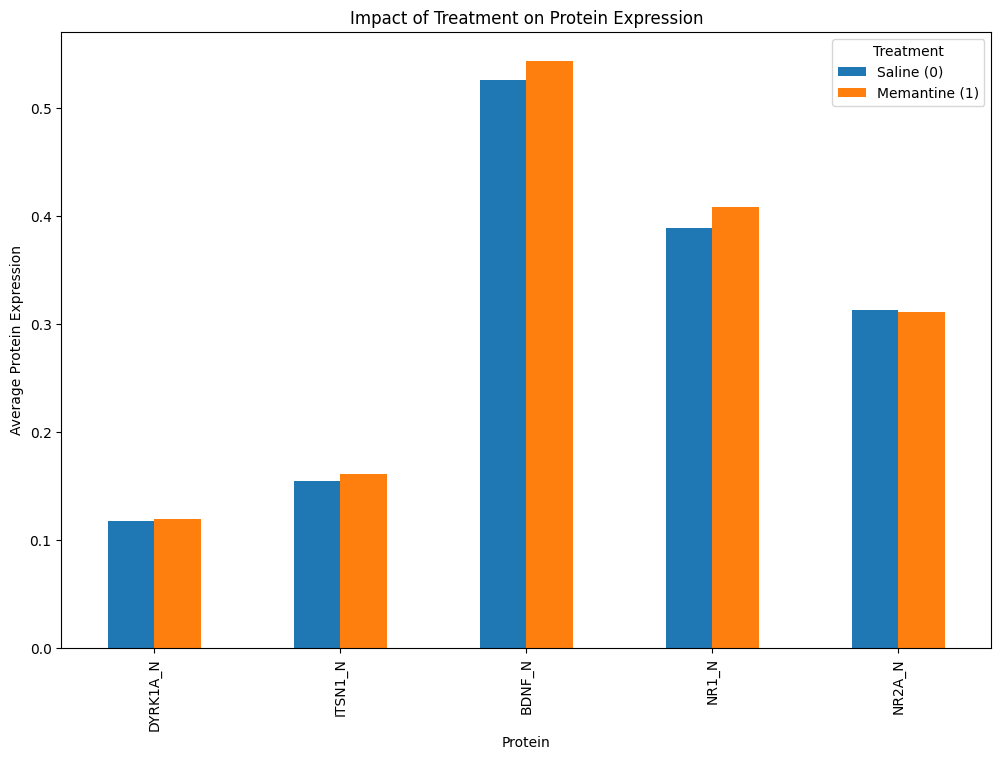 Impact of Treatment on Protein Expression
Treatment
Saline (0)
Memantine (1)
Average Protein Expression
0.5
0.4
0.3
0.2
0.1
0.0
DYRK1A_N
ITSN1_N
BDNF_N
NR1_N
NR2A_N
Protein